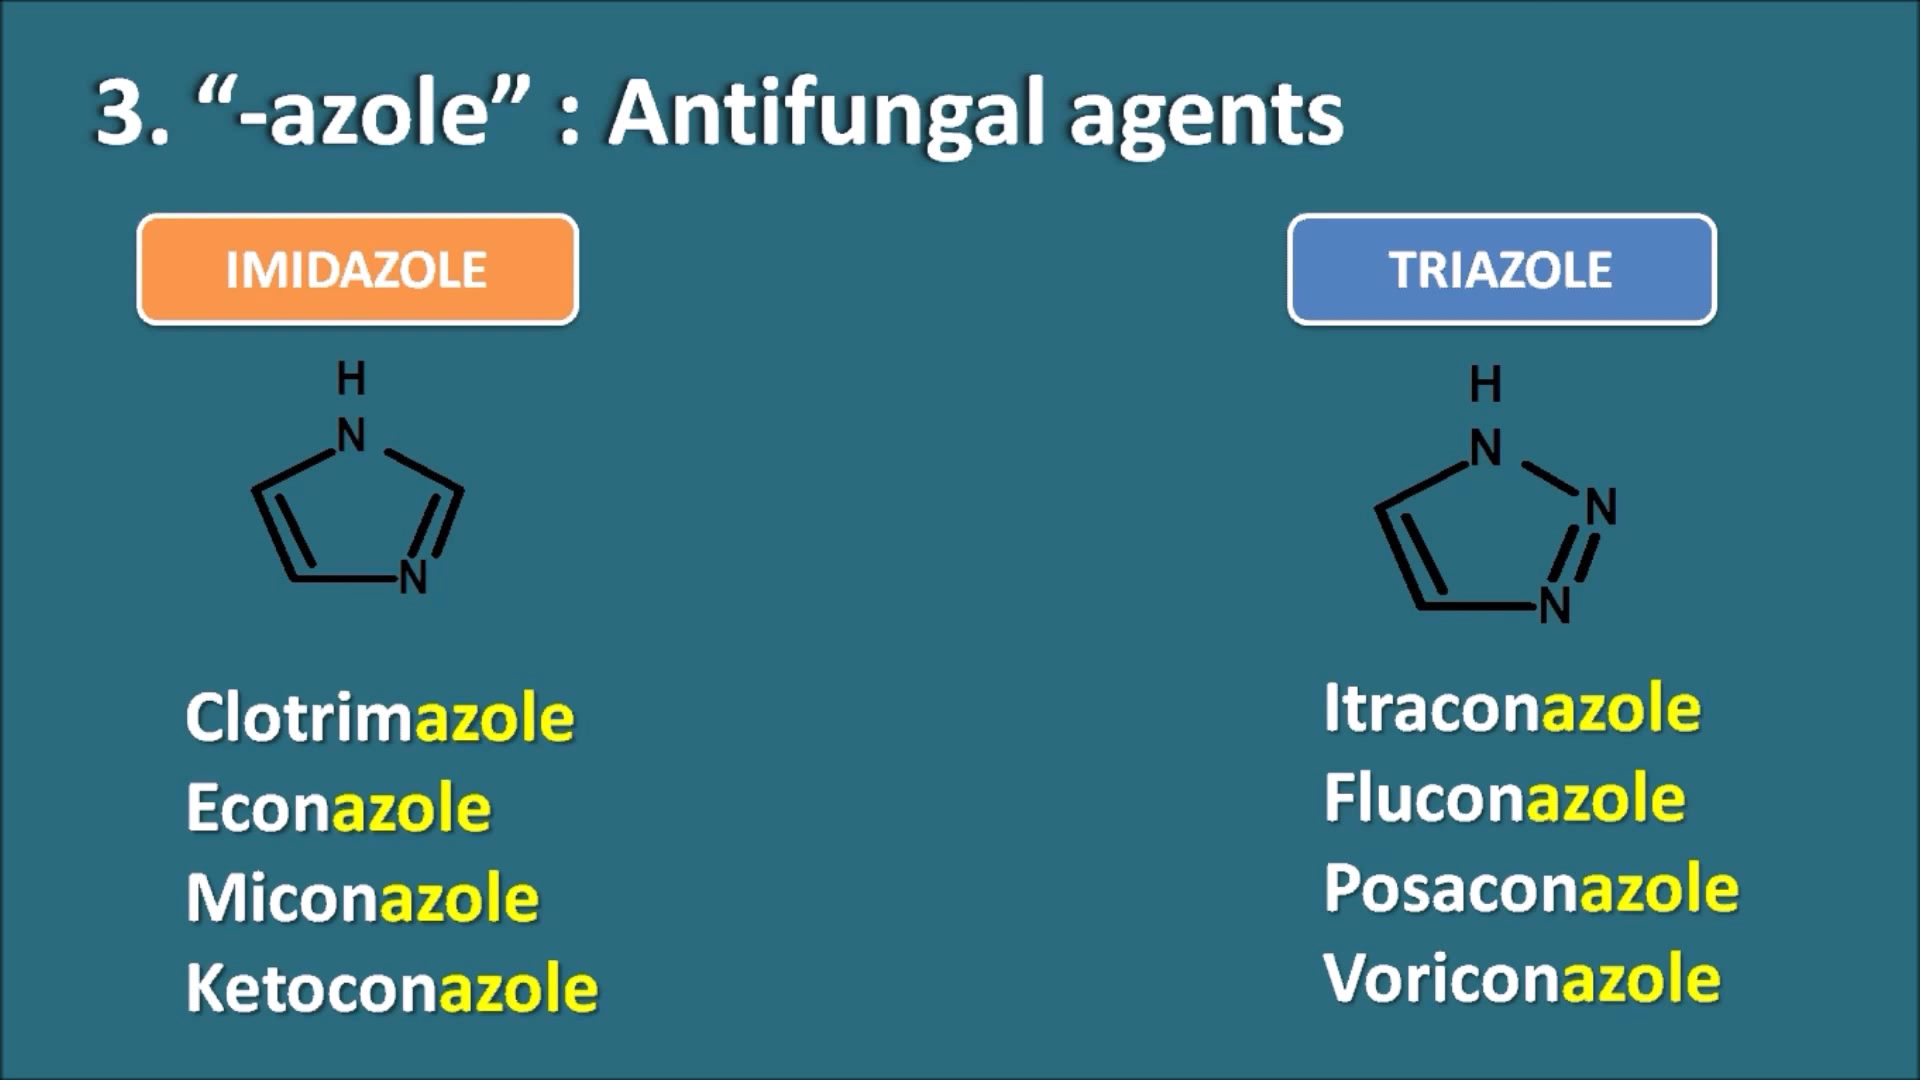 3. “-azole” : Antifungal agents
IMIDAZOLE
H
N
N
Clotrimazole
Econazole
Miconazole
Ketoconazole
TRIAZOLE
H
N
N
N
Itraconazole
Fluconazole
Posaconazole
Voriconazole